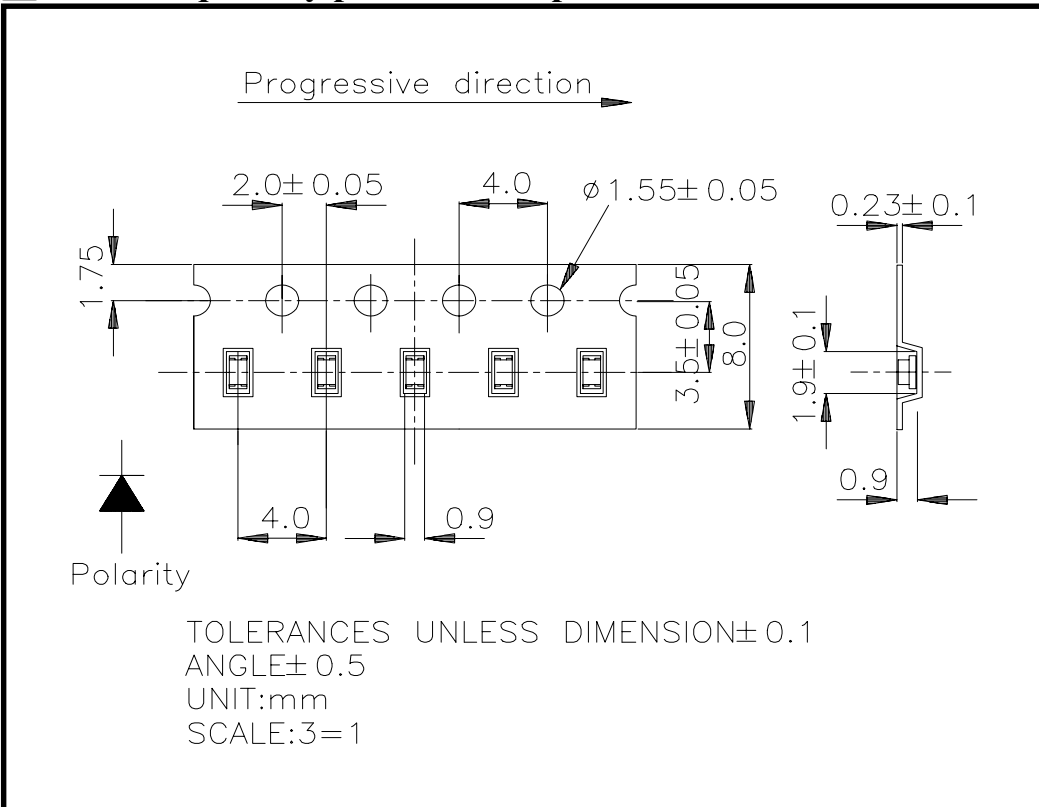 Progressive direction
2.0±0.05
4.0
ø1.55±0.05
0.23±0.1
1.75
3.5±0.05
8.0
1.9±0.1
0.9
4.0
0.9
Polarity
TOLERANCES UNLESS DIMENSION±0.1
ANGLE±0.5
UNIT:mm
SCALE:3=1